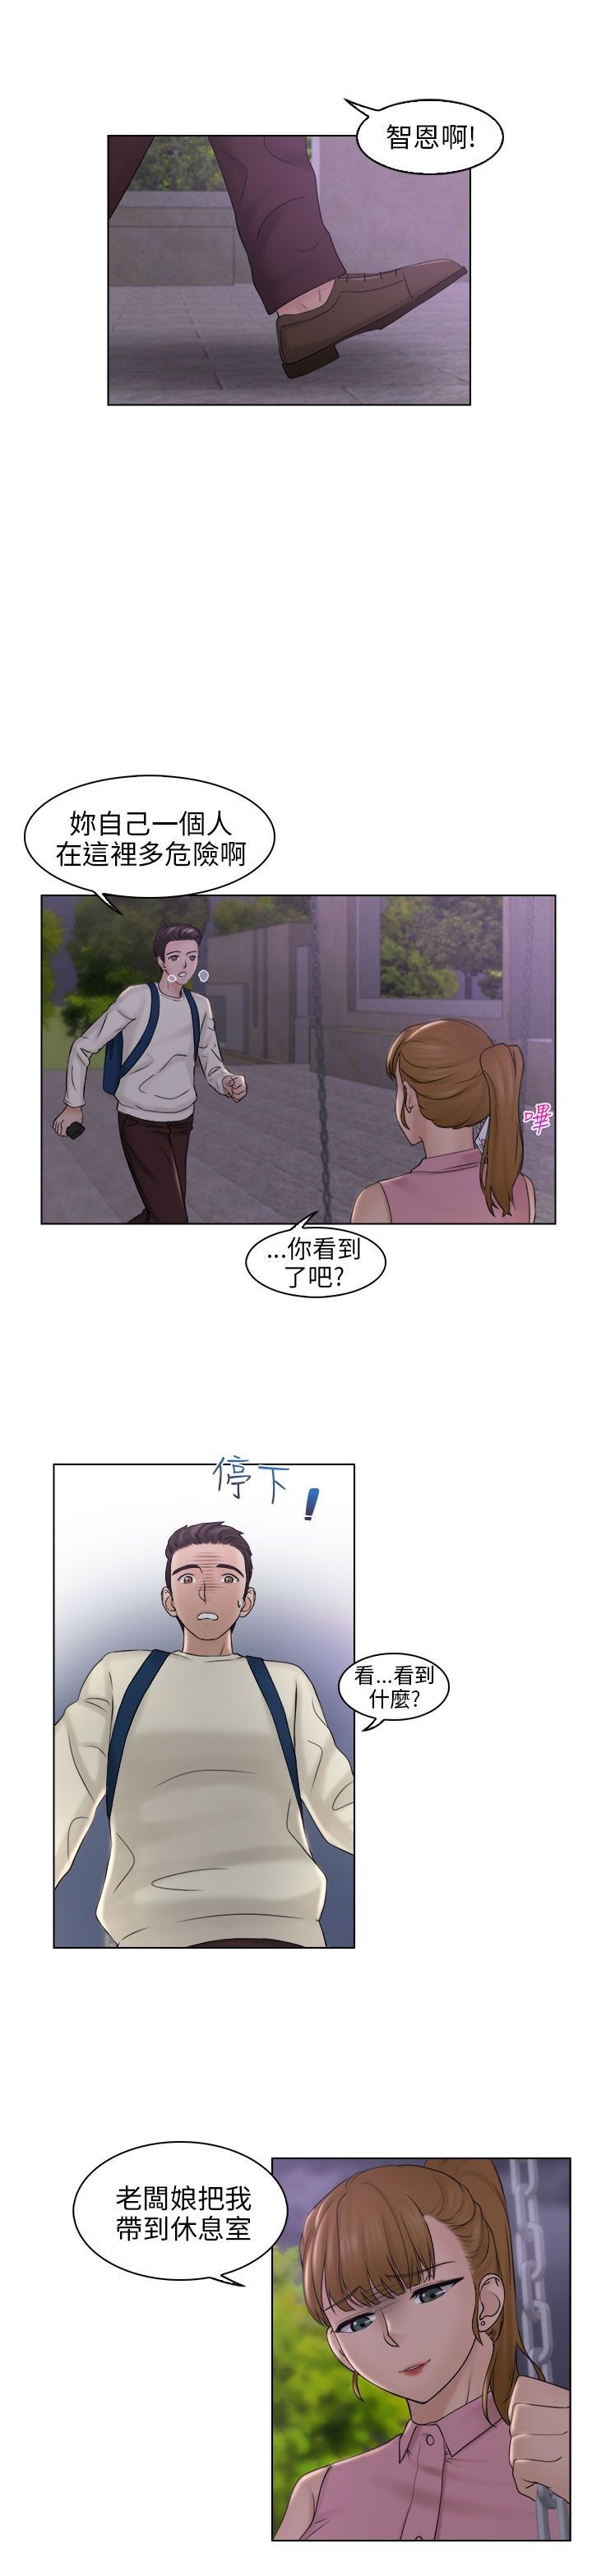 智恩啊!
妳自己一個人
在這裡多危險啊
嗶
...你看到
了吧?
停下!
看...看到
什麼?
老闆娘把我
帶到休息室